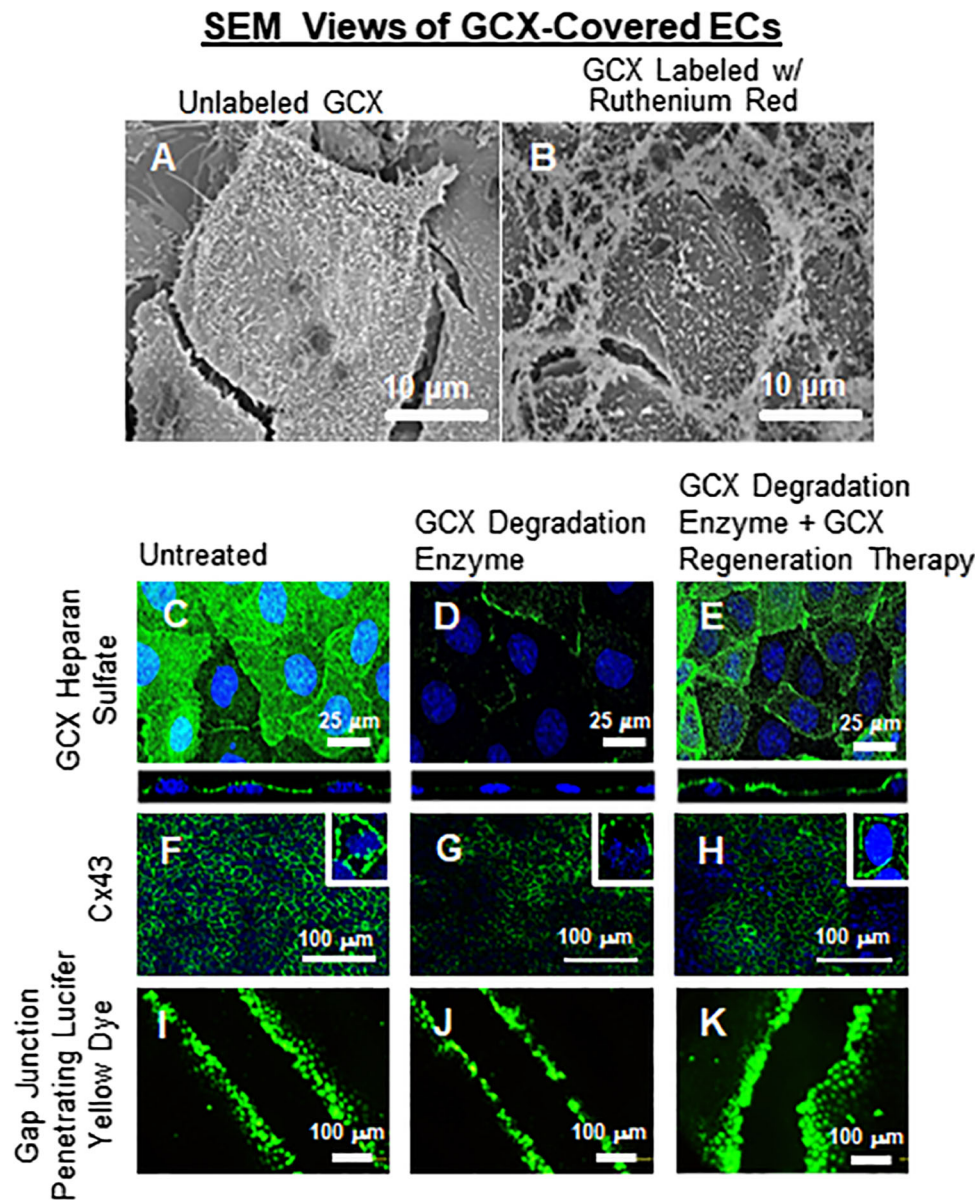 SEM Views of GCX-Covered ECs
Unlabeled GCX
GCX Labeled w/
Ruthenium Red
A
10 µm
B
10 µm
Untreated
GCX Degradation
Enzyme
GCX Degradation
Enzyme + GCX
Regeneration Therapy
GCX Heparan
Sulfate
C
25 µm
D
25 µm
E
25 µm
Cx43
F
100 µm
G
100 µm
H
100 µm
Gap Junction
Penetrating Lucifer
Yellow Dye
I
100 µm
J
100 µm
K
100 µm